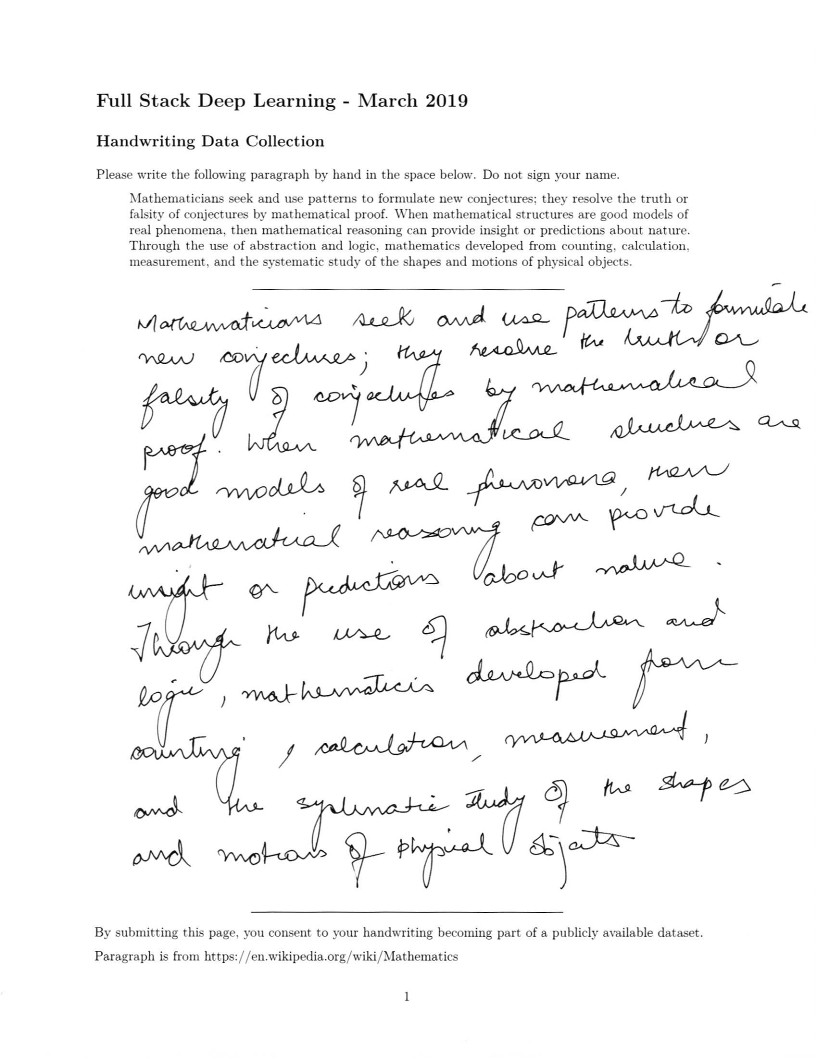 Full Stack Deep Learning - March 2019
Handwriting Data Collection
Please write the following paragraph by hand in the space below. Do not sign your name.
Mathematicians seek and use patterns to formulate new conjectures; they resolve the truth or
falsity of conjectures by mathematical proof. When mathematical structures are good models of
real phenomena, then mathematical reasoning can provide insight or predictions about nature.
Through the use of abstraction and logic, mathematics developed from counting, calculation,
measurement, and the systematic study of the shapes and motions of physical objects.
Mathematicians seek and use patterns to formulate
new conjectures; they resolve the truth or
falsity of conjectures by mathematical
proof. When mathematical structures are
good models of real phenomena, then
mathematical reasoning can provide
insight or predictions about nature.
Through the use of abstraction and
logic, mathematicis developed from
counting, calculation, measurement,
and the systematic study of the shapes
and motions of physical objects
By submitting this page, you consent to your handwriting becoming part of a publicly available dataset.
Paragraph is from https://en.wikipedia.org/wiki/Mathematics
1